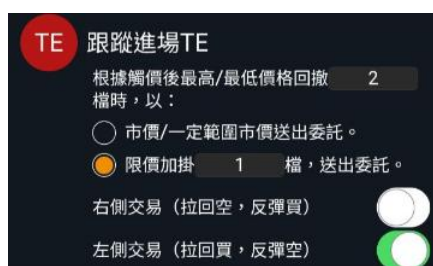 TE 跟蹤進場TE
根據觸價後最高/最低價格回撤 2
檔時，以：
市價/一定範圍市價送出委託。
限價加掛 1 檔，送出委託。
右側交易（拉回空，反彈買）
左側交易（拉回買，反彈空）